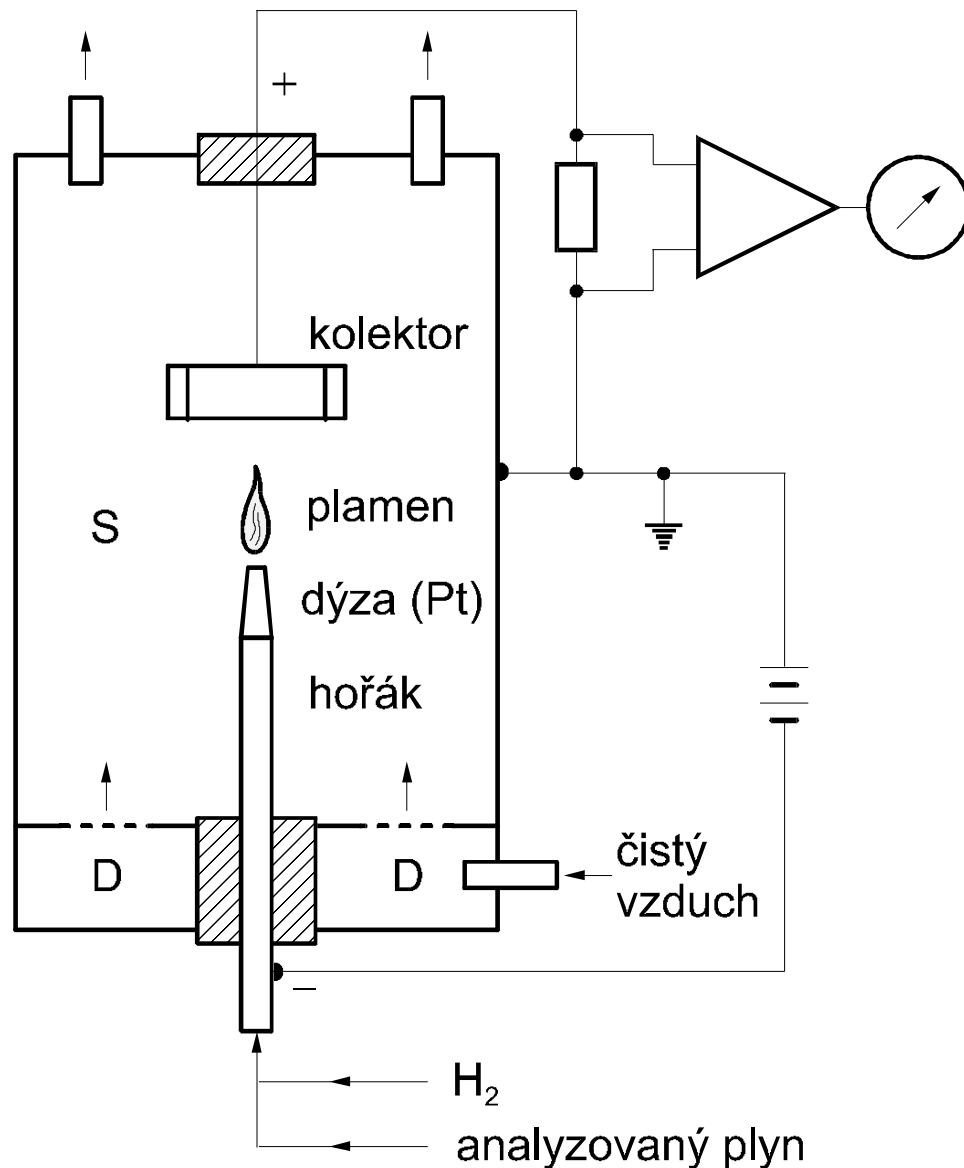 +
kolektor
plamen
S
dýza (Pt)
hořák
D
D
čistý
vzduch
−
H₂
analyzovaný plyn